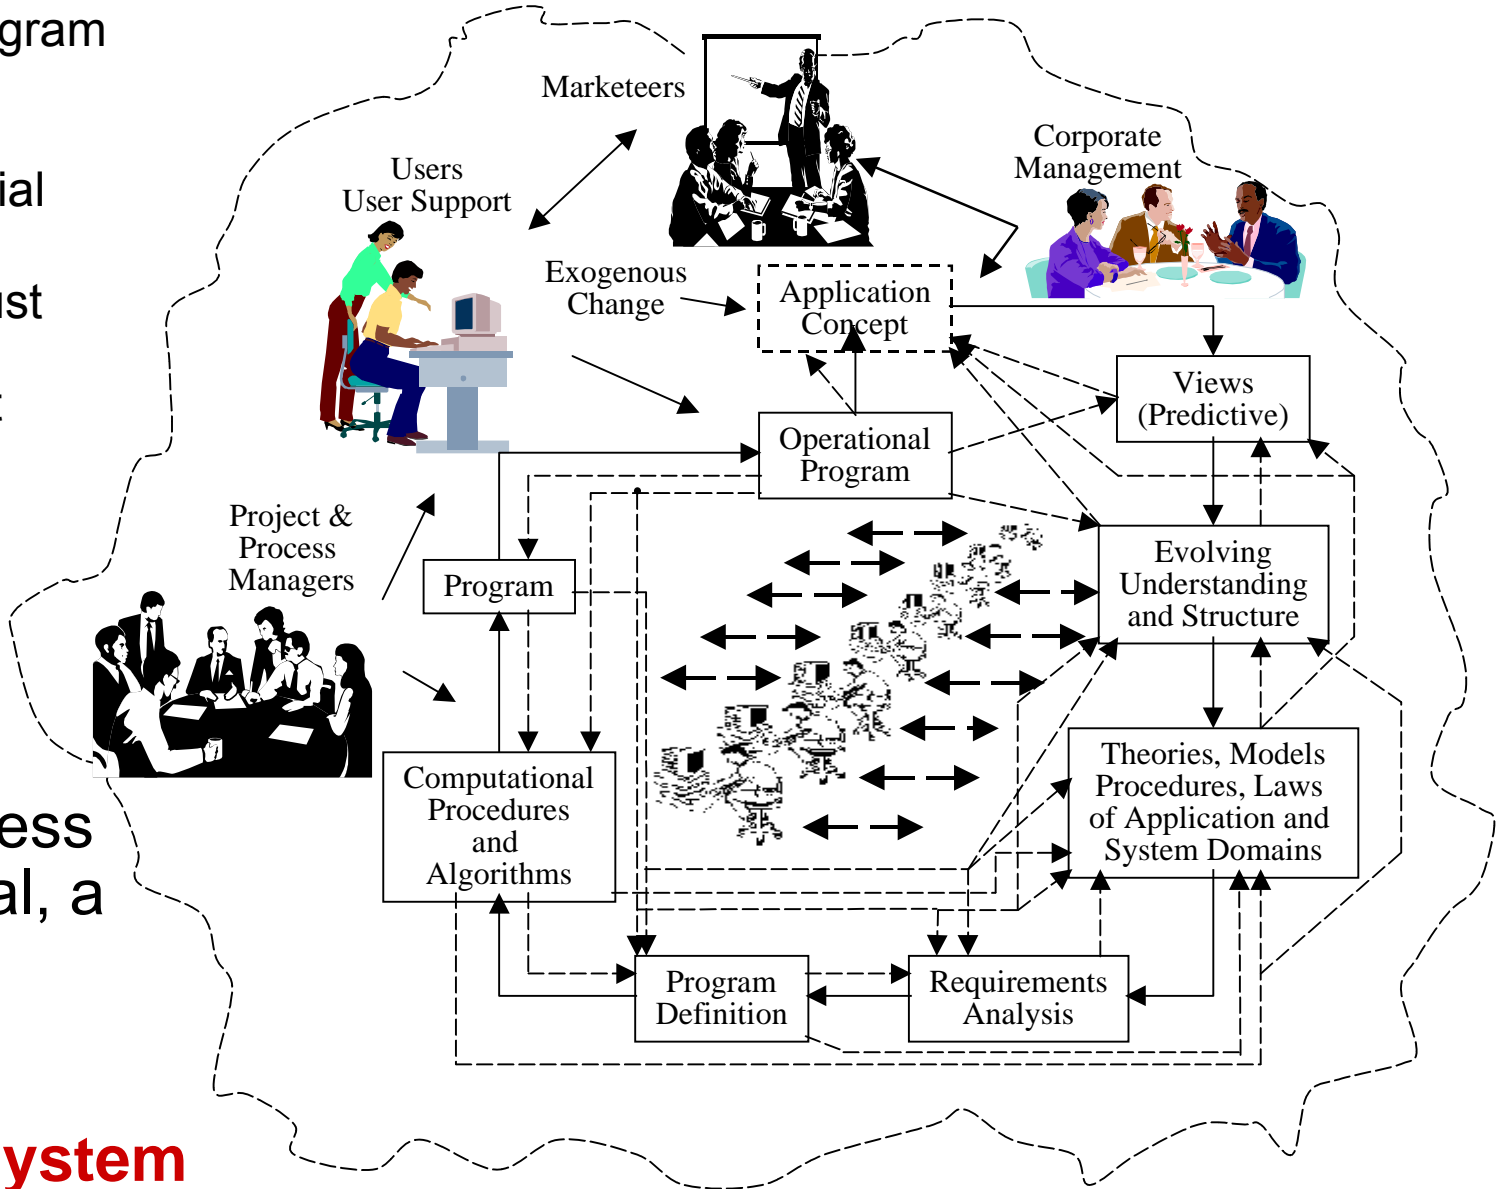 gram
Marketeers
Corporate
Management
Users
User Support
ial
Exogenous
Change
Application
Concept
ust
Views
(Predictive)
Operational
Program
Project &
Process
Managers
Evolving
Understanding
and Structure
Program
Theories, Models
Procedures, Laws
of Application and
System Domains
Computational
Procedures
and
Algorithms
ess
al, a
Program
Definition
Requirements
Analysis
ystem